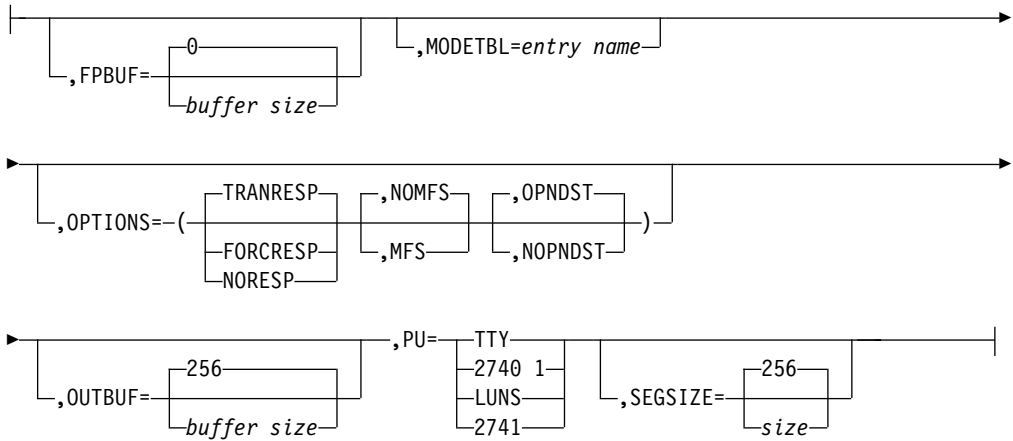 0
,MODETBL=entry name
,FPBUF=
buffer size
TRANRESP ,NOMFS ,OPNDST
,OPTIONS=( )
FORCRESP ,MFS ,NOPNDST
NORESP
,PU= TTY
256 2740 1 256
,OUTBUF= LUNS ,SEGSIZE=
buffer size 2741 size